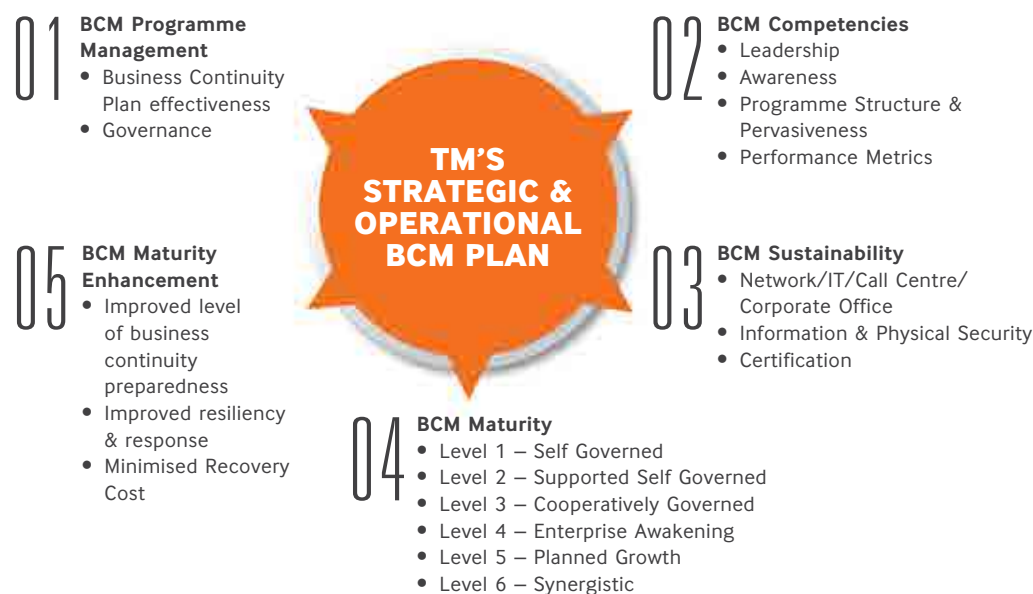 TM'S
STRATEGIC &
OPERATIONAL
BCM PLAN
01
BCM Programme
Management
• Business Continuity
Plan effectiveness
• Governance
02
BCM Competencies
• Leadership
• Awareness
• Programme Structure &
Pervasiveness
• Performance Metrics
03
BCM Sustainability
• Network/IT/Call Centre/
Corporate Office
• Information & Physical Security
• Certification
04
BCM Maturity
• Level 1 – Self Governed
• Level 2 – Supported Self Governed
• Level 3 – Cooperatively Governed
• Level 4 – Enterprise Awakening
• Level 5 – Planned Growth
• Level 6 – Synergistic
05
BCM Maturity
Enhancement
• Improved level
of business
continuity
preparedness
• Improved resiliency
& response
• Minimised Recovery
Cost